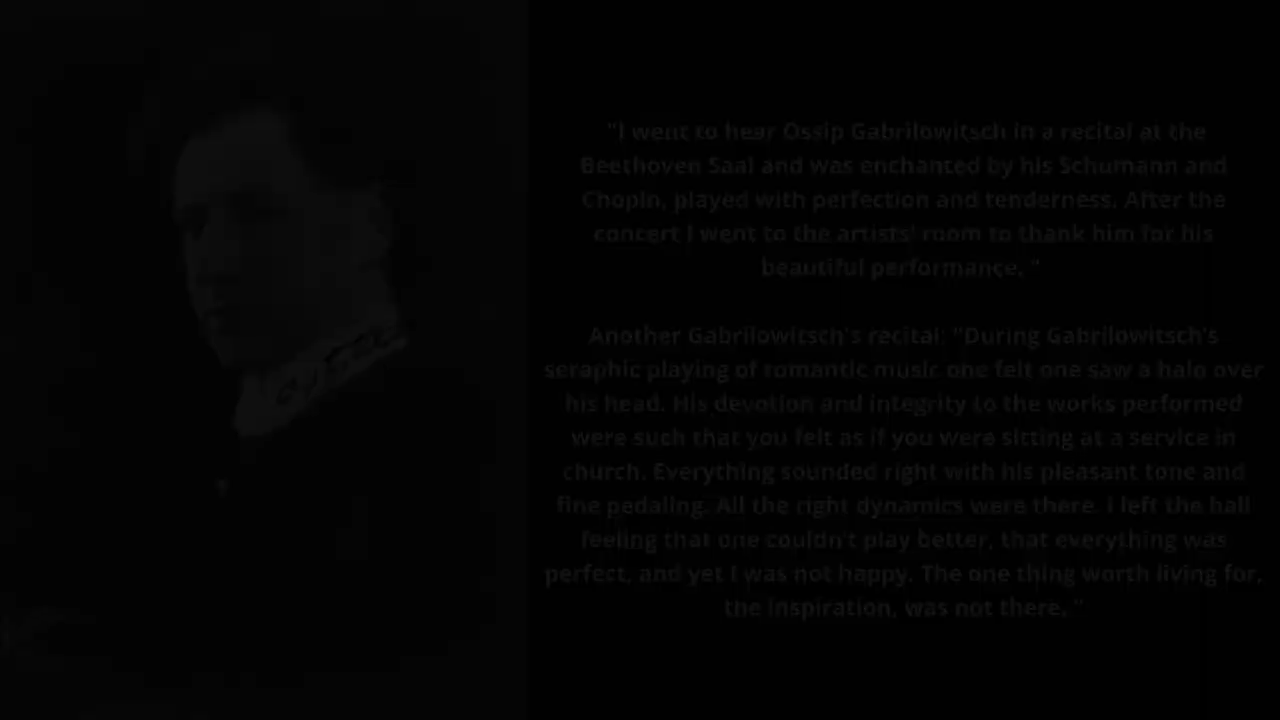 "I went to hear Ossip Gabrilowitsch in a recital at the
Beethoven Saal and was enchanted by his Schumann and
Chopin, played with perfection and tenderness. After the
concert I went to the artists' room to thank him for his
beautiful performance. "
Another Gabrilowitsch's recital: "During Gabrilowitsch's
seraphic playing of romantic music one felt one saw a halo over
his head. His devotion and integrity to the works performed
were such that you felt as if you were sitting at a service in
church. Everything sounded right with his pleasant tone and
fine pedaling. All the right dynamics were there. I left the hall
feeling that one couldn't play better, that everything was
perfect, and yet I was not happy. The one thing worth living for,
the inspiration, was not there. "